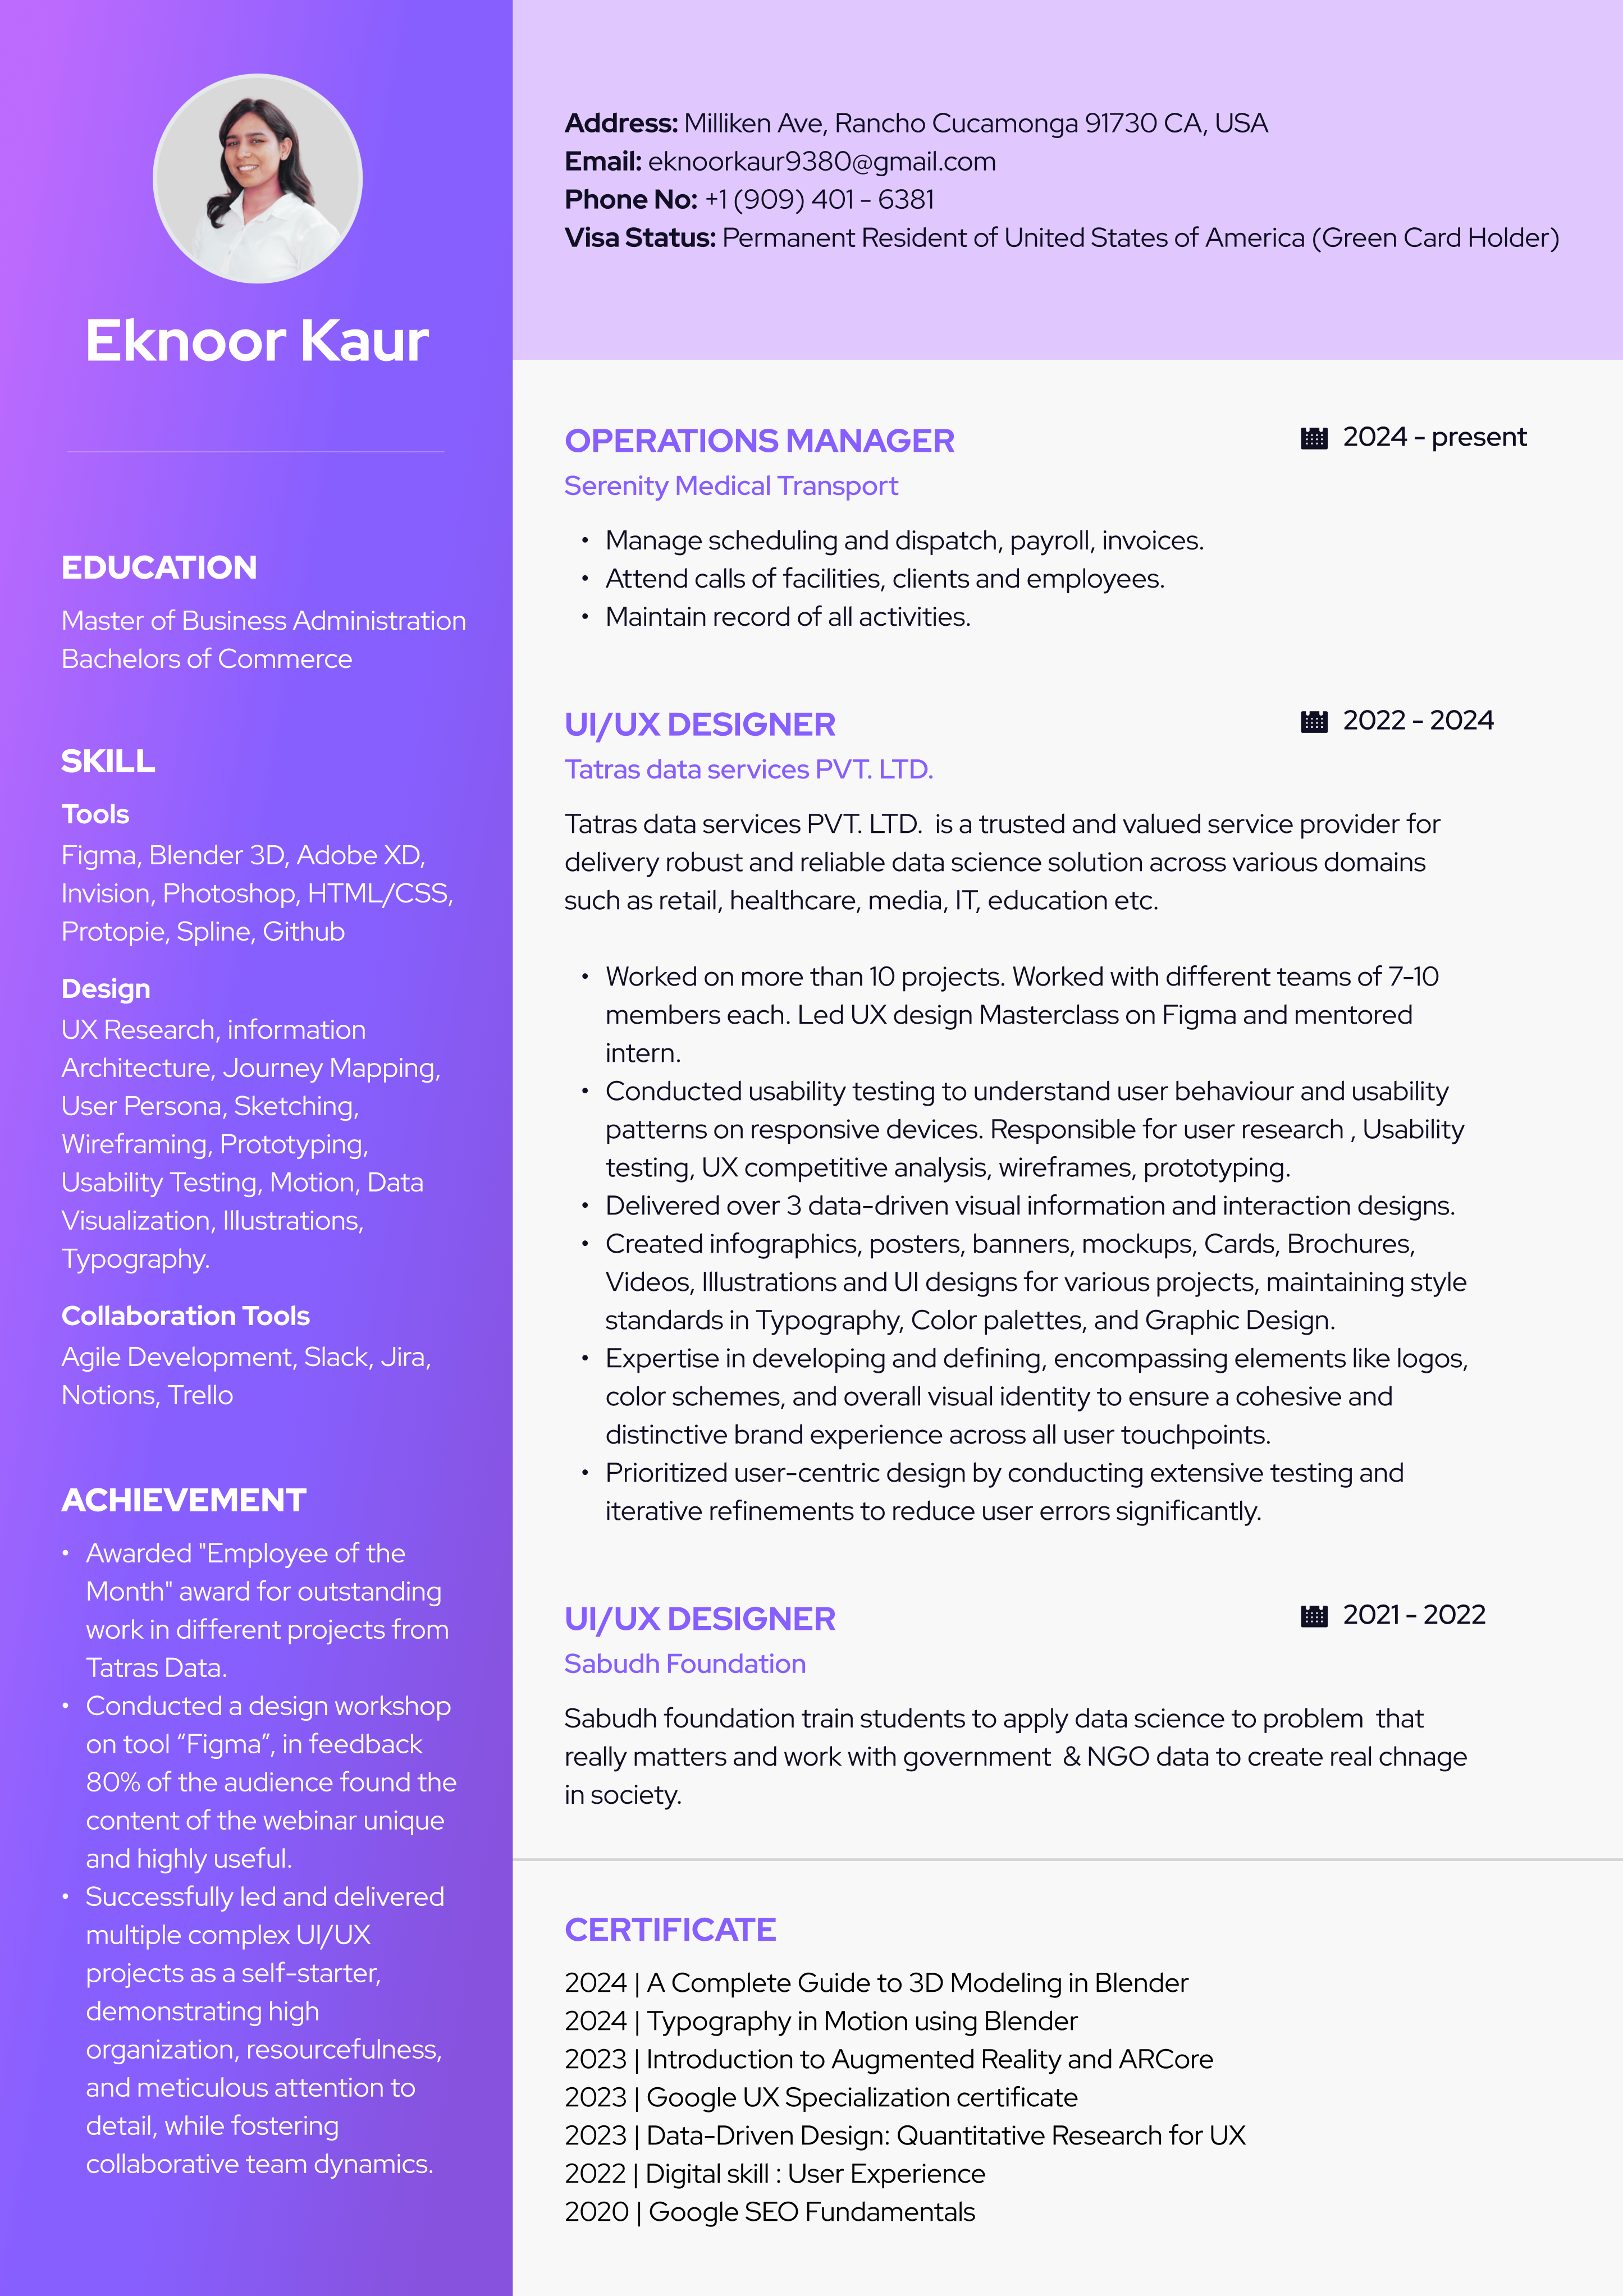 Eknoor Kaur
EDUCATION
Master of Business Administration
Bachelors of Commerce
SKILL
Tools
Figma, Blender 3D, Adobe XD,
Invision, Photoshop, HTML/CSS,
Protopie, Spline, Github
Design
UX Research, information
Architecture, Journey Mapping,
User Persona, Sketching,
Wireframing, Prototyping,
Usability Testing, Motion, Data
Visualization, Illustrations,
Typography.
Collaboration Tools
Agile Development, Slack, Jira,
Notions, Trello
ACHIEVEMENT
• Awarded "Employee of the
Month" award for outstanding
work in different projects from
Tatras Data.
• Conducted a design workshop
on tool “Figma”, in feedback
80% of the audience found the
content of the webinar unique
and highly useful.
• Successfully led and delivered
multiple complex UI/UX
projects as a self-starter,
demonstrating high
organization, resourcefulness,
and meticulous attention to
detail, while fostering
collaborative team dynamics.
Address: Milliken Ave, Rancho Cucamonga 91730 CA, USA
Email: eknoorkaur9380@gmail.com
Phone No: +1 (909) 401 - 6381
Visa Status: Permanent Resident of United States of America (Green Card Holder)
OPERATIONS MANAGER 2024 - present
Serenity Medical Transport
• Manage scheduling and dispatch, payroll, invoices.
• Attend calls of facilities, clients and employees.
• Maintain record of all activities.
UI/UX DESIGNER 2022 - 2024
Tatras data services PVT. LTD.
Tatras data services PVT. LTD.  is a trusted and valued service provider for
delivery robust and reliable data science solution across various domains
such as retail, healthcare, media, IT, education etc.
• Worked on more than 10 projects. Worked with different teams of 7-10
members each. Led UX design Masterclass on Figma and mentored
intern.
• Conducted usability testing to understand user behaviour and usability
patterns on responsive devices. Responsible for user research , Usability
testing, UX competitive analysis, wireframes, prototyping.
• Delivered over 3 data-driven visual information and interaction designs.
• Created infographics, posters, banners, mockups, Cards, Brochures,
Videos, Illustrations and UI designs for various projects, maintaining style
standards in Typography, Color palettes, and Graphic Design.
• Expertise in developing and defining, encompassing elements like logos,
color schemes, and overall visual identity to ensure a cohesive and
distinctive brand experience across all user touchpoints.
• Prioritized user-centric design by conducting extensive testing and
iterative refinements to reduce user errors significantly.
UI/UX DESIGNER 2021 - 2022
Sabudh Foundation
Sabudh foundation train students to apply data science to problem  that
really matters and work with government  & NGO data to create real chnage
in society.
CERTIFICATE
2024 | A Complete Guide to 3D Modeling in Blender
2024 | Typography in Motion using Blender
2023 | Introduction to Augmented Reality and ARCore
2023 | Google UX Specialization certificate
2023 | Data-Driven Design: Quantitative Research for UX
2022 | Digital skill : User Experience
2020 | Google SEO Fundamentals